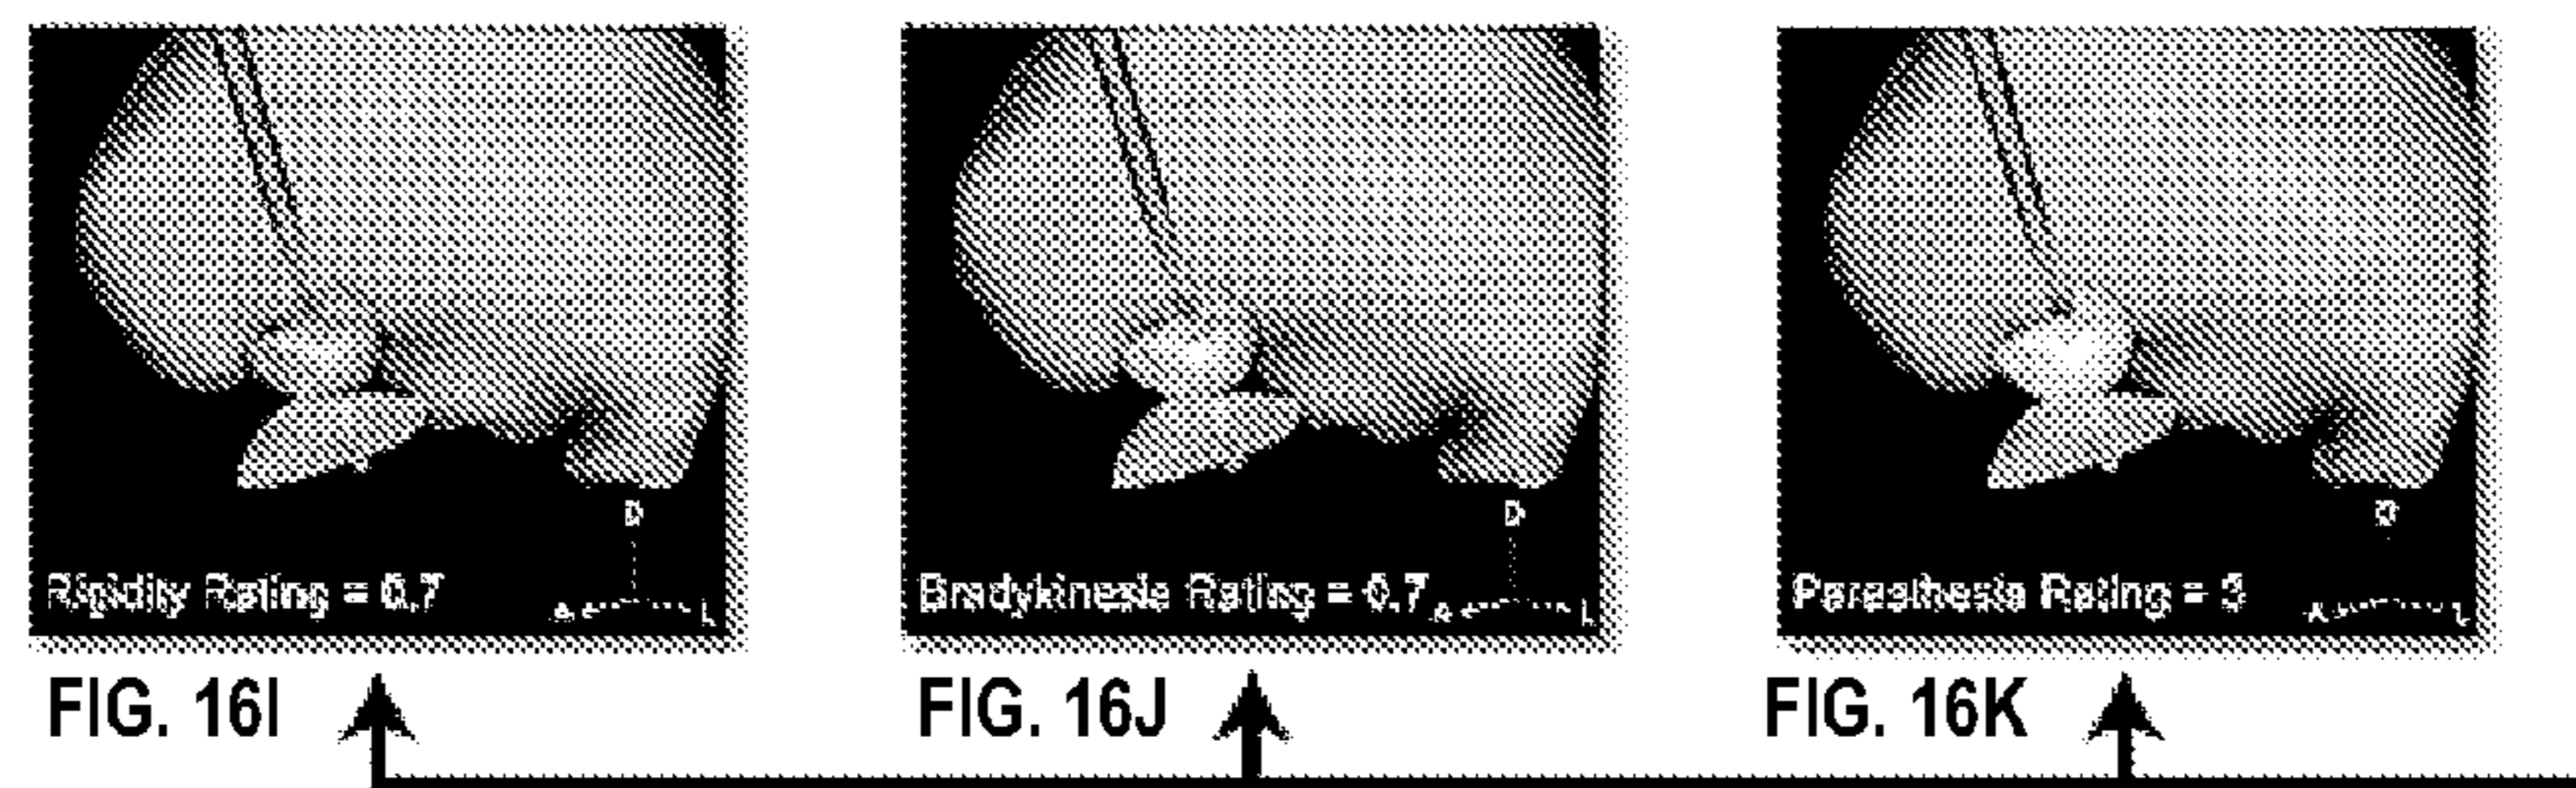 D
Rigidity Rating = 0.7
A L
D
Bradykinesia Rating = 0.7
A L
D
Paresthesia Rating = 3
A L
FIG. 16I
FIG. 16J
FIG. 16K